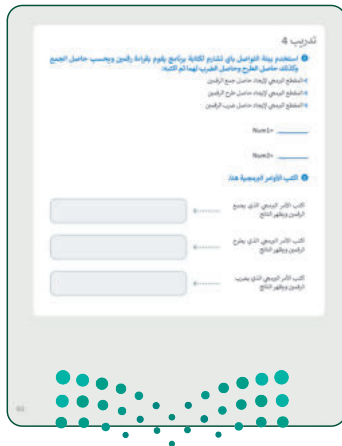 تدريب 4
استخدم بيئة التواصل باي تشارم لكتابة برنامج يقوم بقراءة رقمين ويحسب حاصل الجمع
وكذلك حاصل الطرح وحاصل الضرب لهما ثم اكتبه:
المقطع البرمجي لإيجاد حاصل جمع الرقمين
المقطع البرمجي لإيجاد حاصل طرح الرقمين
المقطع البرمجي لإيجاد حاصل ضرب الرقمين
Num1=
Num2=
اكتب الأوامر البرمجية هنا:
اكتب الأمر البرمجي الذي يجمع
الرقمين ويظهر الناتج
اكتب الأمر البرمجي الذي يطرح
الرقمين ويظهر الناتج
اكتب الأمر البرمجي الذي يضرب
الرقمين ويظهر الناتج